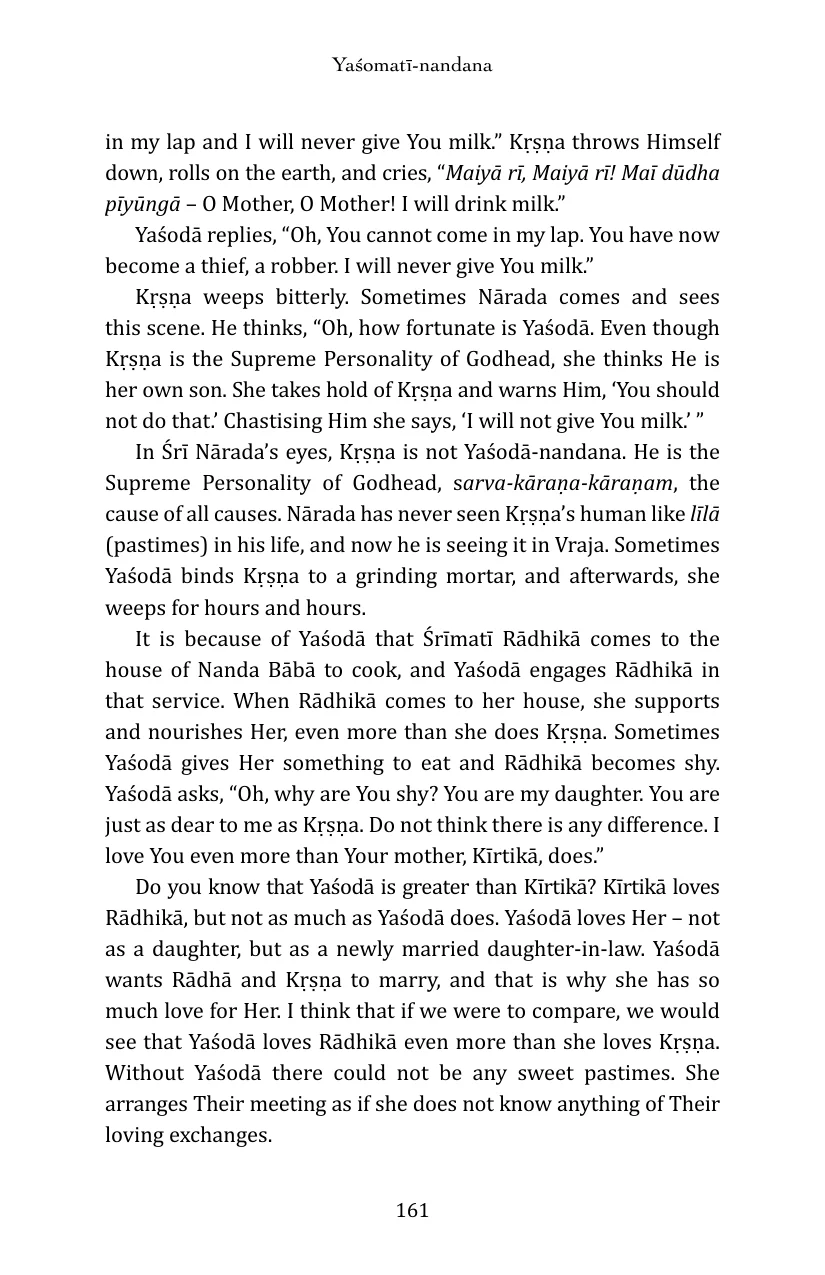 Yaśomatī-nandana
in my lap and I will never give You milk.” Kṛṣṇa throws Himself
down, rolls on the earth, and cries, “Maiyā rī, Maiyā rī! Maī dūdha
pīyūngā – O Mother, O Mother! I will drink milk.”
Yaśodā replies, “Oh, You cannot come in my lap. You have now
become a thief, a robber. I will never give You milk.”
Kṛṣṇa weeps bitterly. Sometimes Nārada comes and sees
this scene. He thinks, “Oh, how fortunate is Yaśodā. Even though
Kṛṣṇa is the Supreme Personality of Godhead, she thinks He is
her own son. She takes hold of Kṛṣṇa and warns Him, ‘You should
not do that.’ Chastising Him she says, ‘I will not give You milk.’ ”
In Śrī Nārada’s eyes, Kṛṣṇa is not Yaśodā-nandana. He is the
Supreme Personality of Godhead, sarva-kāraṇa-kāraṇam, the
cause of all causes. Nārada has never seen Kṛṣṇa’s human like līlā
(pastimes) in his life, and now he is seeing it in Vraja. Sometimes
Yaśodā binds Kṛṣṇa to a grinding mortar, and afterwards, she
weeps for hours and hours.
It is because of Yaśodā that Śrīmatī Rādhikā comes to the
house of Nanda Bābā to cook, and Yaśodā engages Rādhikā in
that service. When Rādhikā comes to her house, she supports
and nourishes Her, even more than she does Kṛṣṇa. Sometimes
Yaśodā gives Her something to eat and Rādhikā becomes shy.
Yaśodā asks, “Oh, why are You shy? You are my daughter. You are
just as dear to me as Kṛṣṇa. Do not think there is any difference. I
love You even more than Your mother, Kīrtikā, does.”
Do you know that Yaśodā is greater than Kīrtikā? Kīrtikā loves
Rādhikā, but not as much as Yaśodā does. Yaśodā loves Her – not
as a daughter, but as a newly married daughter-in-law. Yaśodā
wants Rādhā and Kṛṣṇa to marry, and that is why she has so
much love for Her. I think that if we were to compare, we would
see that Yaśodā loves Rādhikā even more than she loves Kṛṣṇa.
Without Yaśodā there could not be any sweet pastimes. She
arranges Their meeting as if she does not know anything of Their
loving exchanges.
161